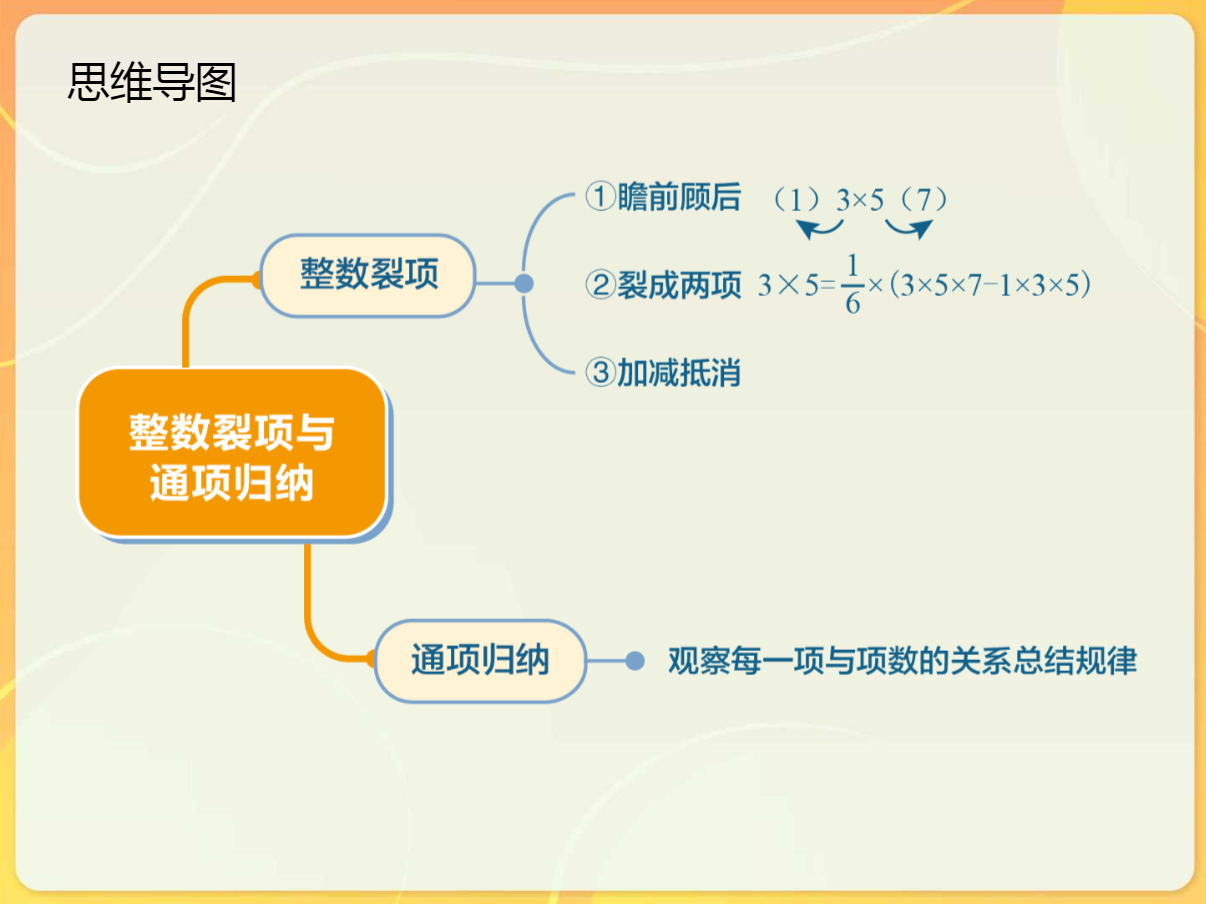 思维导图
①瞻前顾后 （1）3×5（7）
整数裂项
②裂成两项 3×5=1/6×(3×5×7-1×3×5)
③加减抵消
整数裂项与
通项归纳
通项归纳
观察每一项与项数的关系总结规律